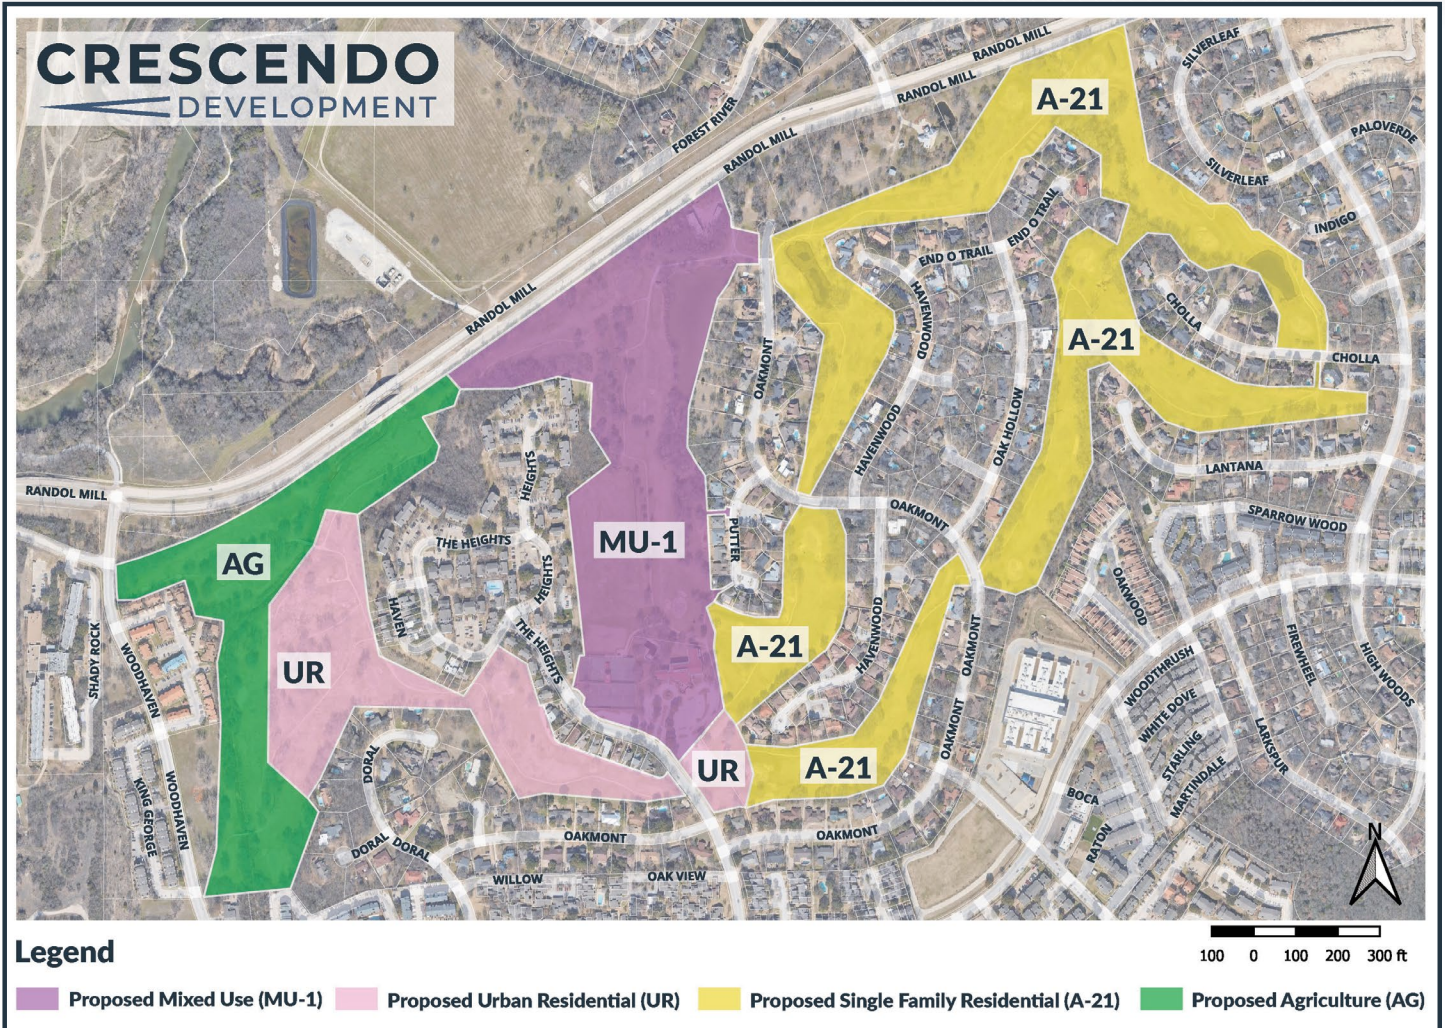 CRESCENDO
DEVELOPMENT
RANDOL MILL
RANDOL MILL
RANDOL MILL
RANDOL MILL
RANDOL MILL
FOREST RIVER
SILVERLEAF
SILVERLEAF
PALOVERDE
INDIGO
A-21
END O TRAIL
END O TRAIL
HAVENWOOD
CHOLLA
CHOLLA
A-21
OAKMONT
HAVENWOOD
OAK HOLLOW
LANTANA
SPARROW WOOD
HEIGHTS
THE HEIGHTS
HEIGHTS
THE HEIGHTS
HAVEN
MU-1
PUTTER
OAKMONT
AG
UR
A-21
HAVENWOOD
OAKMONT
OAKWOOD
WOODTHRUSH
FIREWHEEL
HIGH WOODS
SHADY ROCK
WOODHAVEN
WOODHAVEN
KING GEORGE
DORAL
DORAL
DORAL
UR
A-21
OAKMONT
WHITE DOVE
STARLING
MARTINDALE
LARKSPUR
BOCA
RATON
OAKMONT
OAKMONT
WILLOW
OAK VIEW
N
100 0 100 200 300 ft
Legend
Proposed Mixed Use (MU-1)
Proposed Urban Residential (UR)
Proposed Single Family Residential (A-21)
Proposed Agriculture (AG)